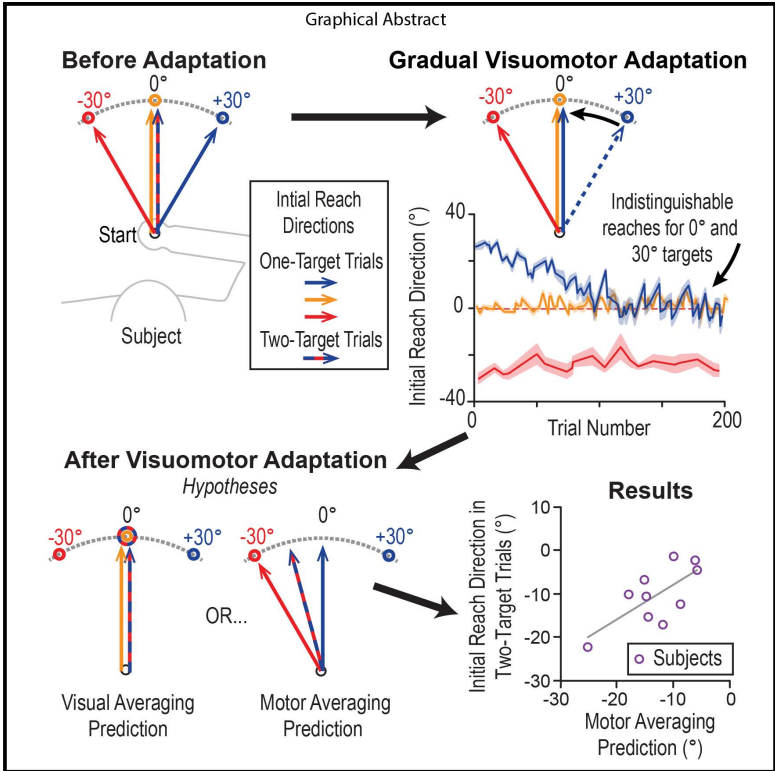 Graphical Abstract
Before Adaptation
0°
-30°
+30°
Start
Subject
Intial Reach
Directions
One-Target Trials
Two-Target Trials
Gradual Visuomotor Adaptation
0°
-30°
+30°
Indistinguishable
reaches for 0° and
30° targets
Initial Reach Direction (°)
40
0
-40
0
200
Trial Number
After Visuomotor Adaptation
Hypotheses
0°
-30°
+30°
Visual Averaging
Prediction
OR...
0°
-30°
+30°
Motor Averaging
Prediction
Results
Initial Reach Direction in
Two-Target Trials (°)
10
0
-10
-20
-30
Subjects
-30
-20
-10
0
Motor Averaging
Prediction (°)